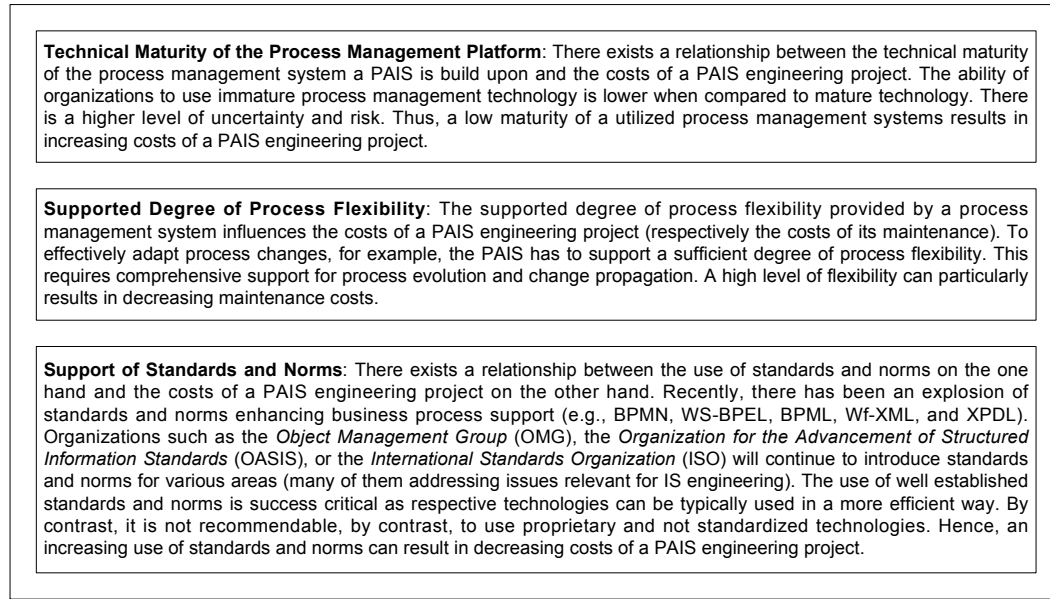 Technical Maturity of the Process Management Platform: There exists a relationship between the technical maturity
of the process management system a PAIS is build upon and the costs of a PAIS engineering project. The ability of
organizations to use immature process management technology is lower when compared to mature technology. There
is a higher level of uncertainty and risk. Thus, a low maturity of a utilized process management systems results in
increasing costs of a PAIS engineering project.
Supported Degree of Process Flexibility: The supported degree of process flexibility provided by a process
management system influences the costs of a PAIS engineering project (respectively the costs of its maintenance). To
effectively adapt process changes, for example, the PAIS has to support a sufficient degree of process flexibility. This
requires comprehensive support for process evolution and change propagation. A high level of flexibility can particularly
results in decreasing maintenance costs.
Support of Standards and Norms: There exists a relationship between the use of standards and norms on the one
hand and the costs of a PAIS engineering project on the other hand. Recently, there has been an explosion of
standards and norms enhancing business process support (e.g., BPMN, WS-BPEL, BPML, Wf-XML, and XPDL).
Organizations such as the Object Management Group (OMG), the Organization for the Advancement of Structured
Information Standards (OASIS), or the International Standards Organization (ISO) will continue to introduce standards
and norms for various areas (many of them addressing issues relevant for IS engineering). The use of well established
standards and norms is success critical as respective technologies can be typically used in a more efficient way. By
contrast, it is not recommendable, by contrast, to use proprietary and not standardized technologies. Hence, an
increasing use of standards and norms can result in decreasing costs of a PAIS engineering project.